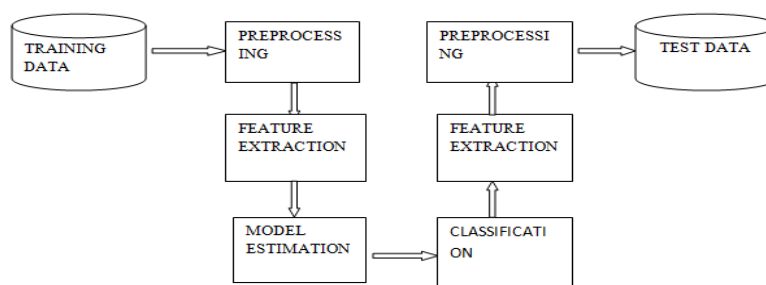 TRAINING
DATA
PREPROCESS
ING
PREPROCESSI
NG
TEST DATA
FEATURE
EXTRACTION
FEATURE
EXTRACTION
MODEL
ESTIMATION
CLASSIFICATI
ON